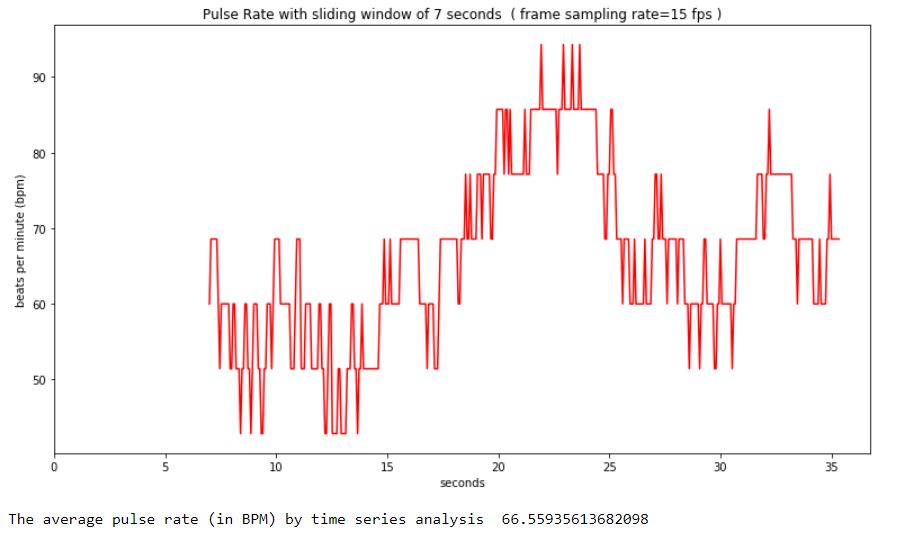 Pulse Rate with sliding window of 7 seconds  ( frame sampling rate=15 fps )
beats per minute (bpm)
90
80
70
60
50
0 5 10 15 20 25 30 35
seconds
The average pulse rate (in BPM) by time series analysis  66.55935613682098